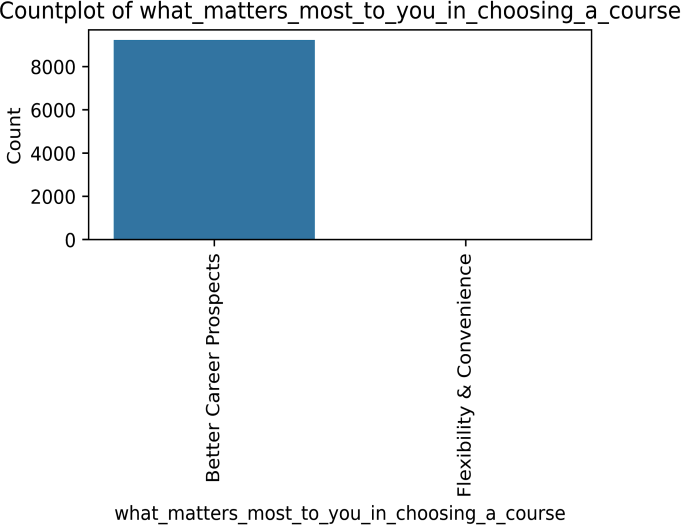 Countplot of what_matters_most_to_you_in_choosing_a_course
Count
8000
6000
4000
2000
0
Better Career Prospects
Flexibility & Convenience
what_matters_most_to_you_in_choosing_a_course